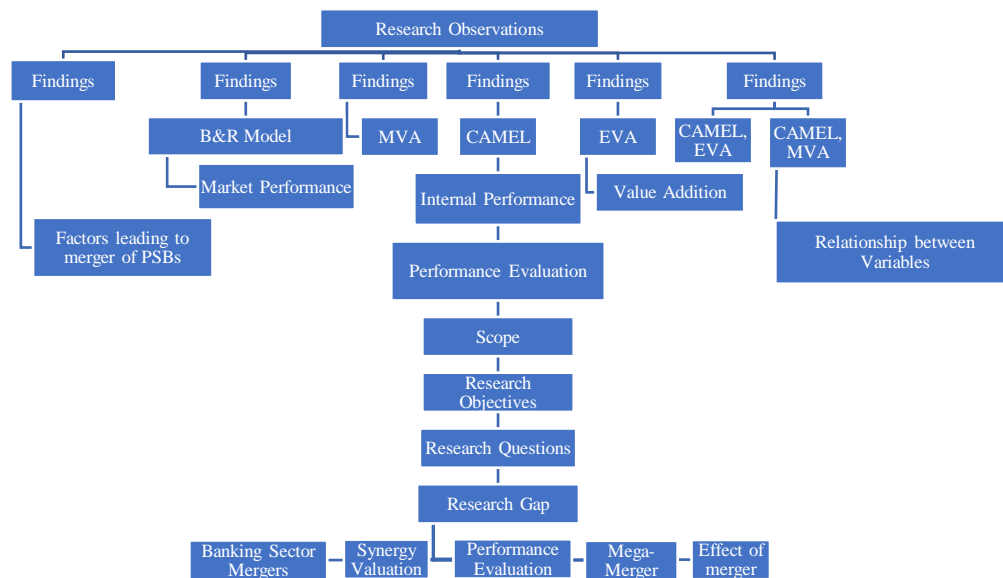 Research Observations
Findings
Findings
Findings
Findings
Findings
Findings
B&R Model
MVA
CAMEL
EVA
CAMEL,
EVA
CAMEL,
MVA
Market Performance
Internal Performance
Value Addition
Factors leading to
merger of PSBs
Relationship between
Variables
Performance Evaluation
Scope
Research
Objectives
Research Questions
Research Gap
Banking Sector
Mergers
Synergy
Valuation
Performance
Evaluation
Mega-
Merger
Effect of
merger